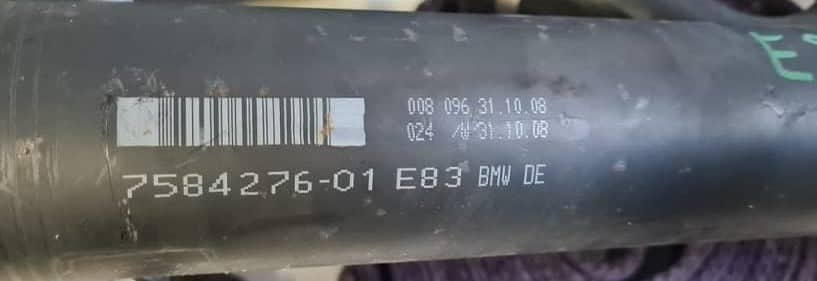 008 096 31.10.08
024 /W 31.10.08
7584276-01 E83 BMW DE